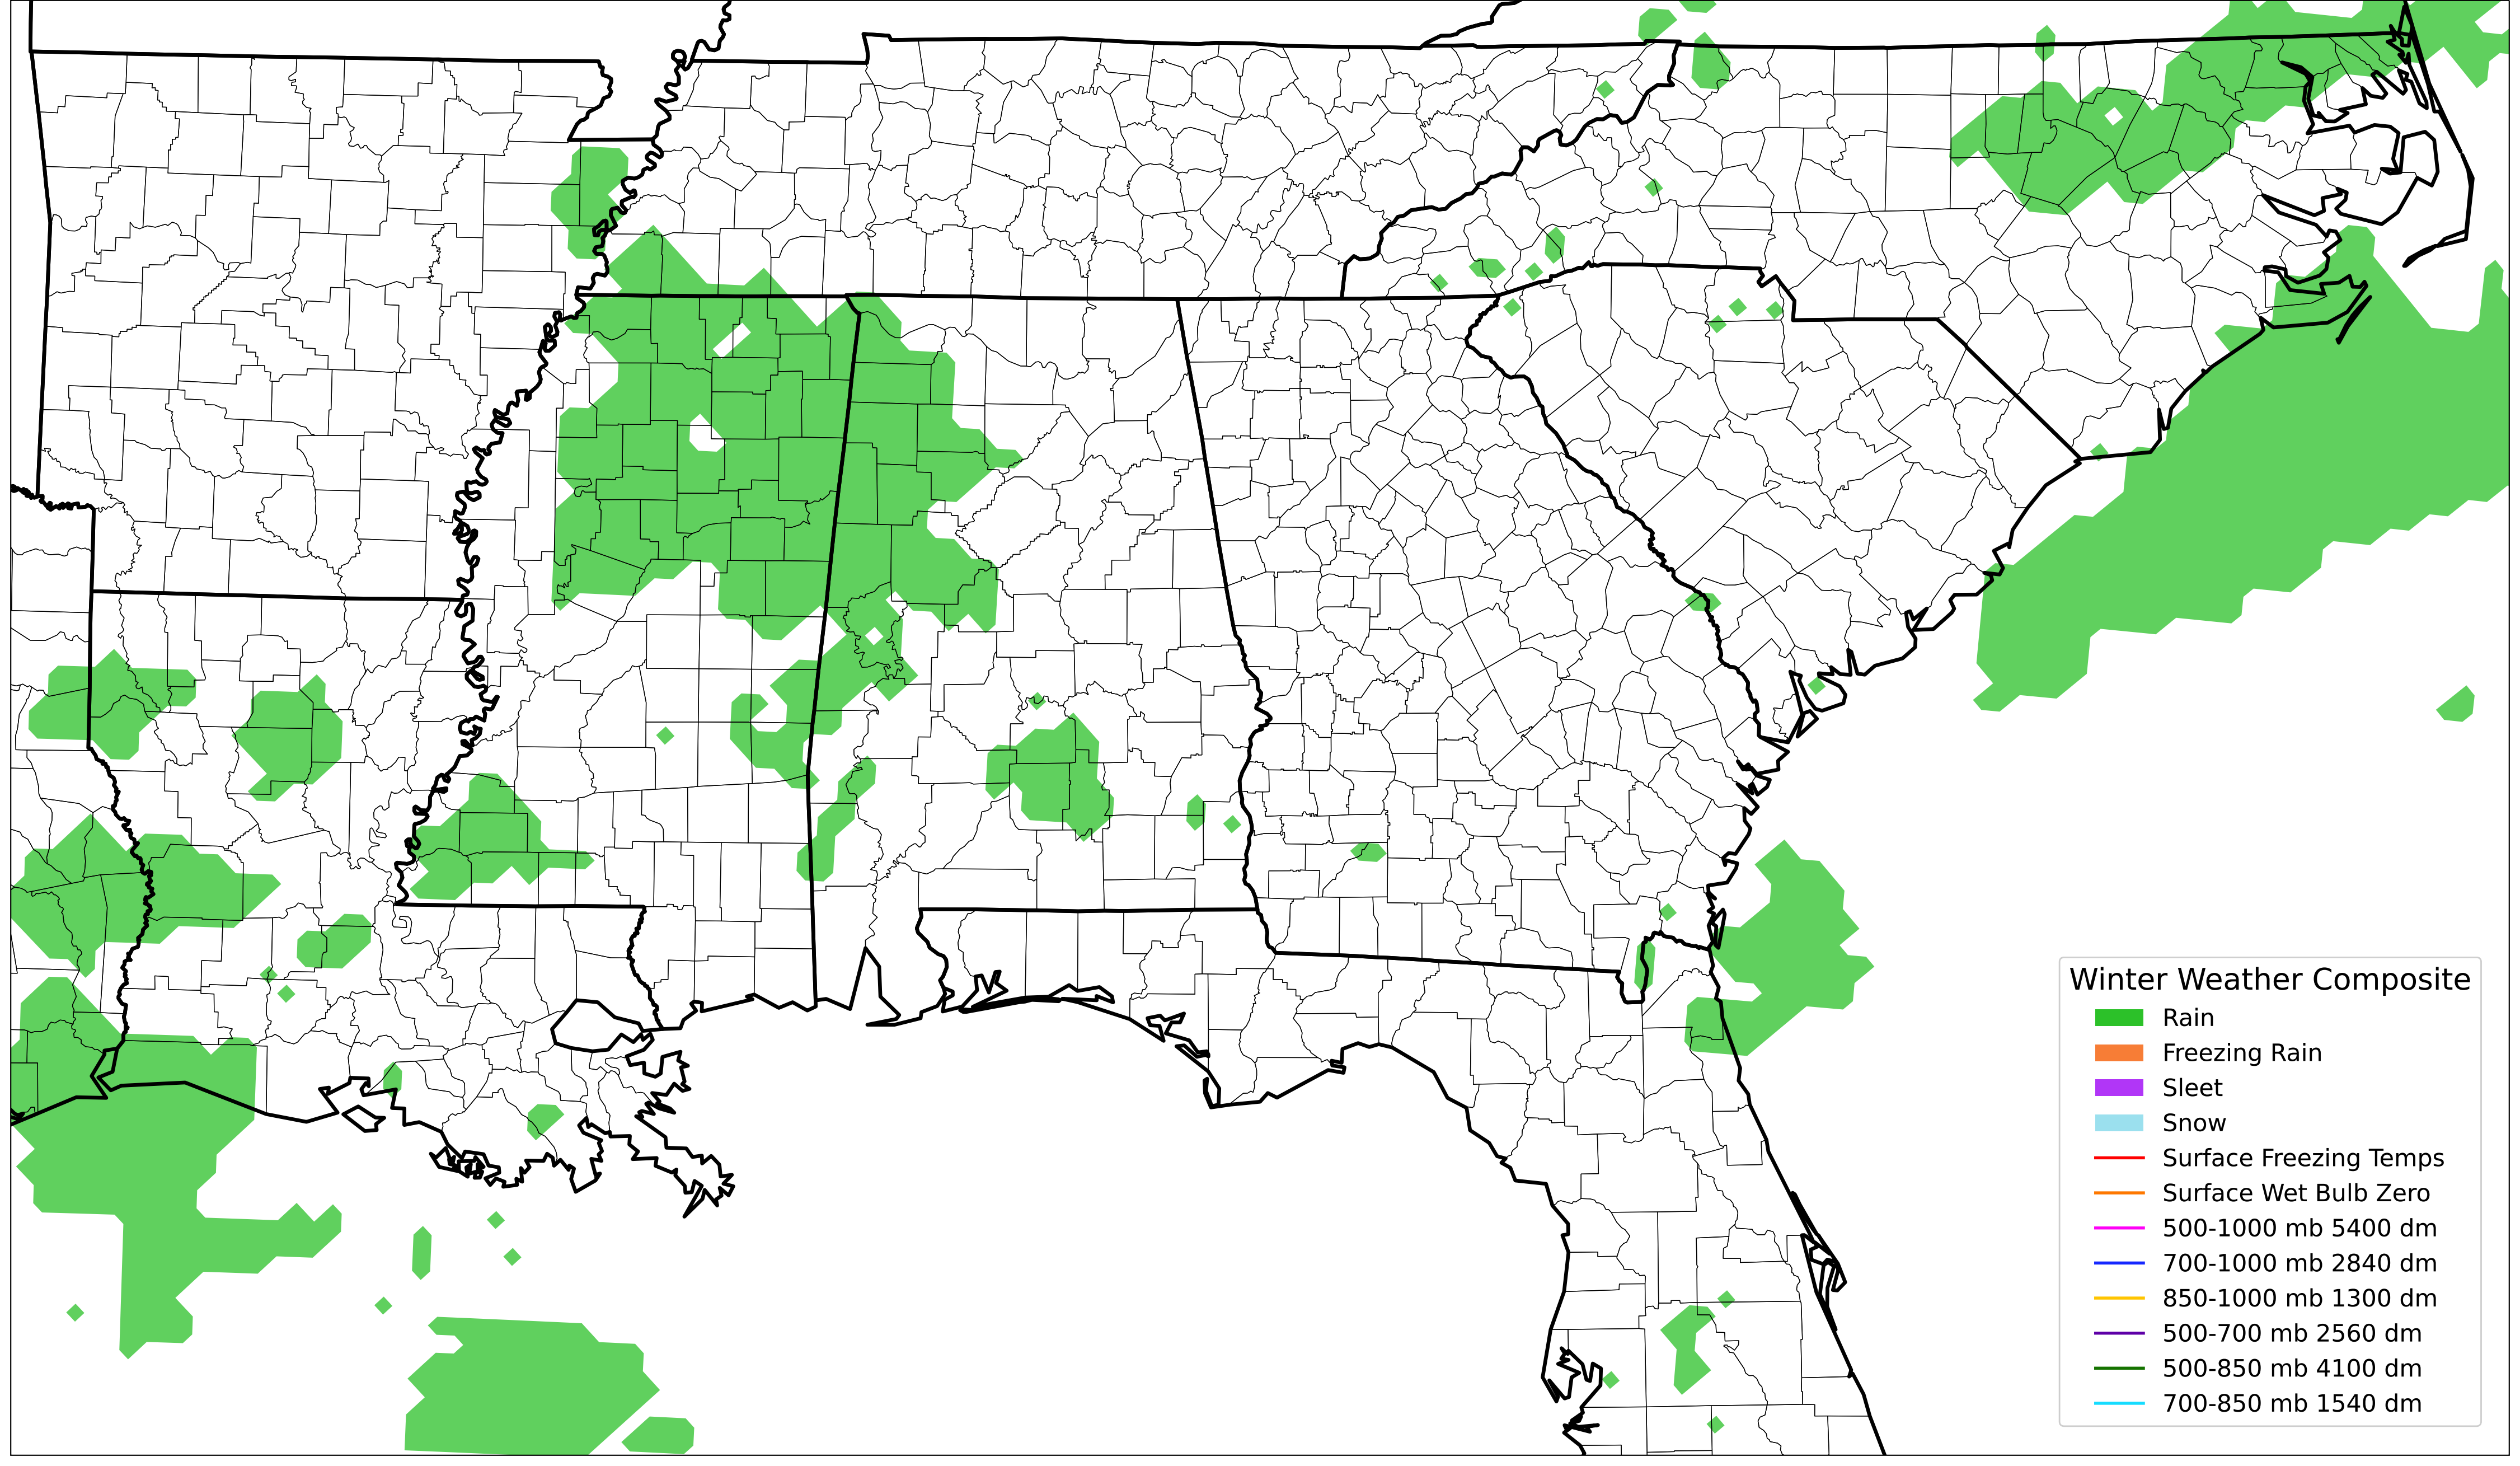 Winter Weather Composite
Rain
Freezing Rain
Sleet
Snow
Surface Freezing Temps
Surface Wet Bulb Zero
500-1000 mb 5400 dm
700-1000 mb 2840 dm
850-1000 mb 1300 dm
500-700 mb 2560 dm
500-850 mb 4100 dm
700-850 mb 1540 dm